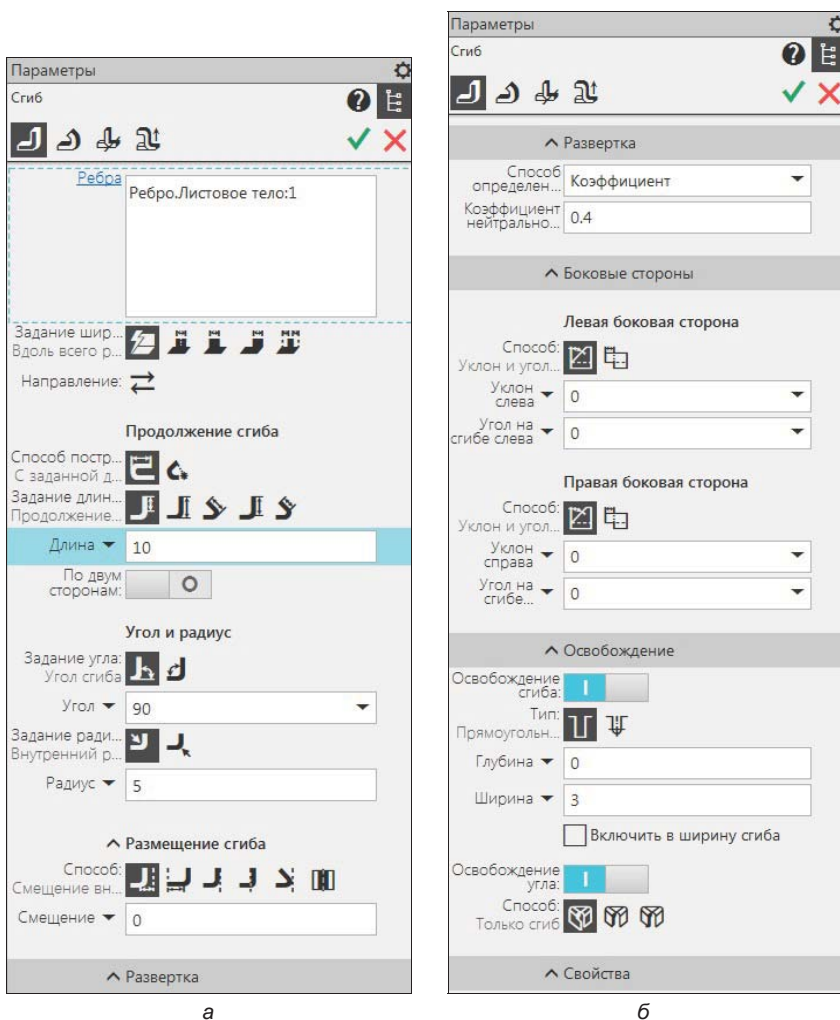 Параметры
Сгиб
Ребра
Ребро.Листовое тело:1
Задание шир...
Вдоль всего р...
Направление:
Продолжение сгиба
Способ постр...
С заданной д...
Задание длин...
Продолжение...
Длина
10
По двум
сторонам:
Угол и радиус
Задание угла:
Угол сгиба
Угол
90
Задание ради...
Внутренний р...
Радиус
5
Размещение сгиба
Способ:
Смещение вн...
Смещение
0
Развертка
а
Параметры
Сгиб
Развертка
Способ
определен...
Коэффициент
Коэффициент
нейтрально...
0.4
Боковые стороны
Левая боковая сторона
Способ:
Уклон и угол...
Уклон
слева
0
Угол на
сгибе слева
0
Правая боковая сторона
Способ:
Уклон и угол...
Уклон
справа
0
Угол на
сгибе...
0
Освобождение
Освобождение
сгиба:
Тип:
Прямоугольн...
Глубина
0
Ширина
3
Включить в ширину сгиба
Освобождение
угла:
Способ:
Только сгиб
Свойства
б